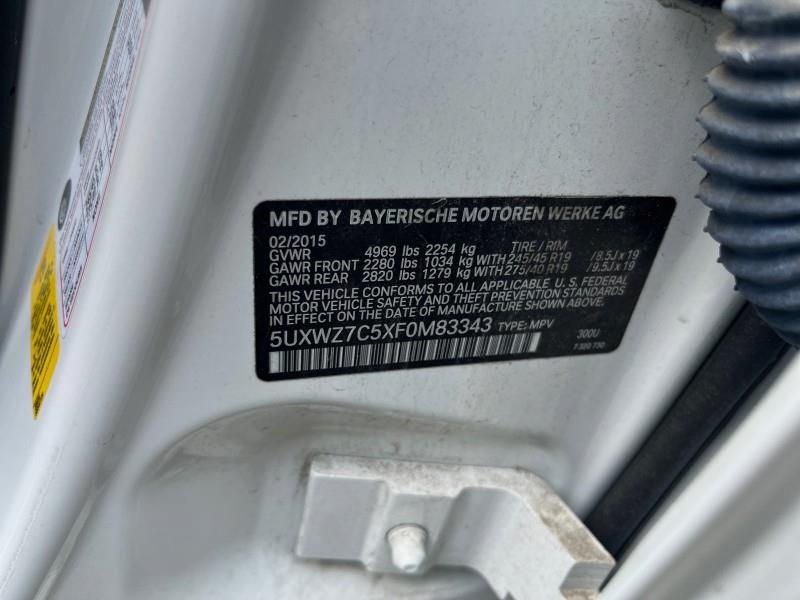 MFD BY BAYERISCHE MOTOREN WERKE AG
02/2015 TIRE / RIM
GVWR 4969 lbs 2254 kg
GAWR FRONT 2280 lbs 1034 kg WITH 245/45 R19 /8.5J x 19
GAWR REAR 2820 lbs 1279 kg WITH 275/40 R19 /9.5J x 19
THIS VEHICLE CONFORMS TO ALL APPLICABLE U. S. FEDERAL
MOTOR VEHICLE SAFETY AND THEFT PREVENTION STANDARDS
IN EFFECT ON THE DATE OF MANUFACTURE SHOWN ABOVE.
5UXWZ7C5XF0M83343 TYPE: MPV 300U
7 320 730